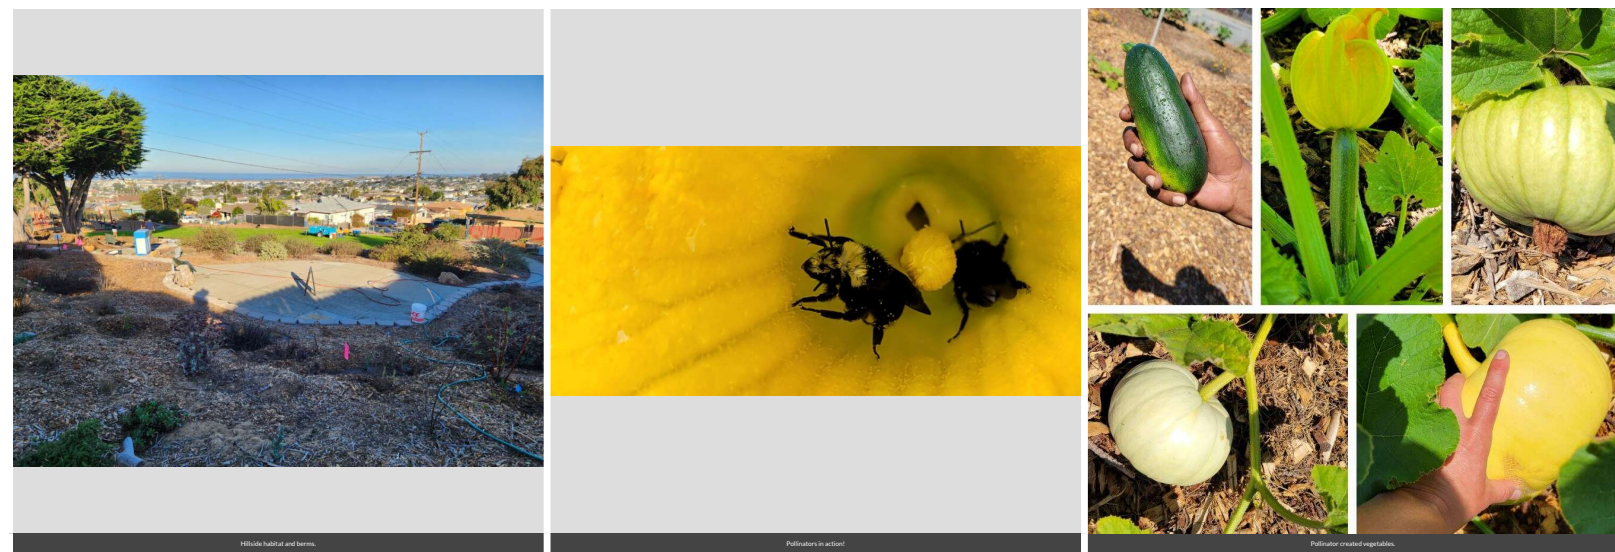 Hillside habitat and berms.
Pollinators in action!
Pollinator created vegetables.